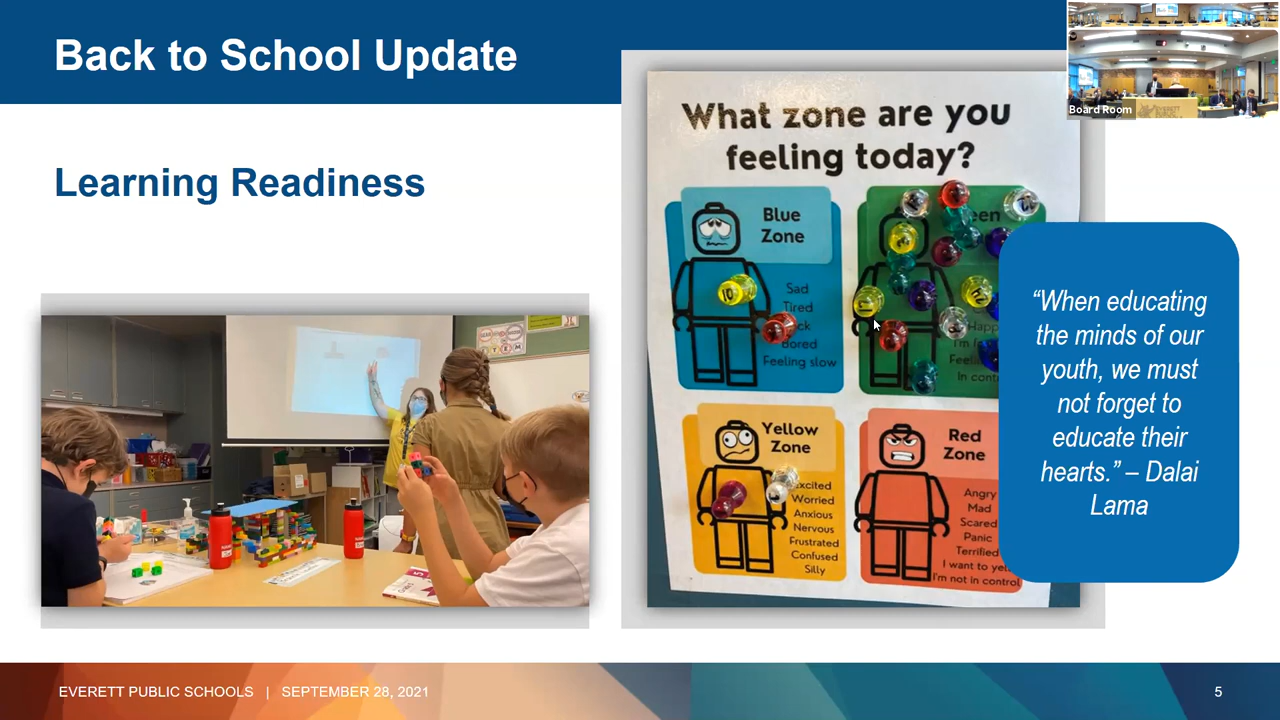 Back to School Update
Learning Readiness
What zone are you
feeling today?
Blue
Zone
Sad
Tired
Bored
Feeling slow
Yellow
Zone
Worried
Anxious
Nervous
Frustrated
Confused
Silly
Red
Zone
Angry
Mad
Scared
Panic
Terrified
I want to yell
I'm not in control
“When educating
the minds of our
youth, we must
not forget to
educate their
hearts.” – Dalai
Lama
Board Room
EVERETT PUBLIC SCHOOLS | SEPTEMBER 28, 2021
5